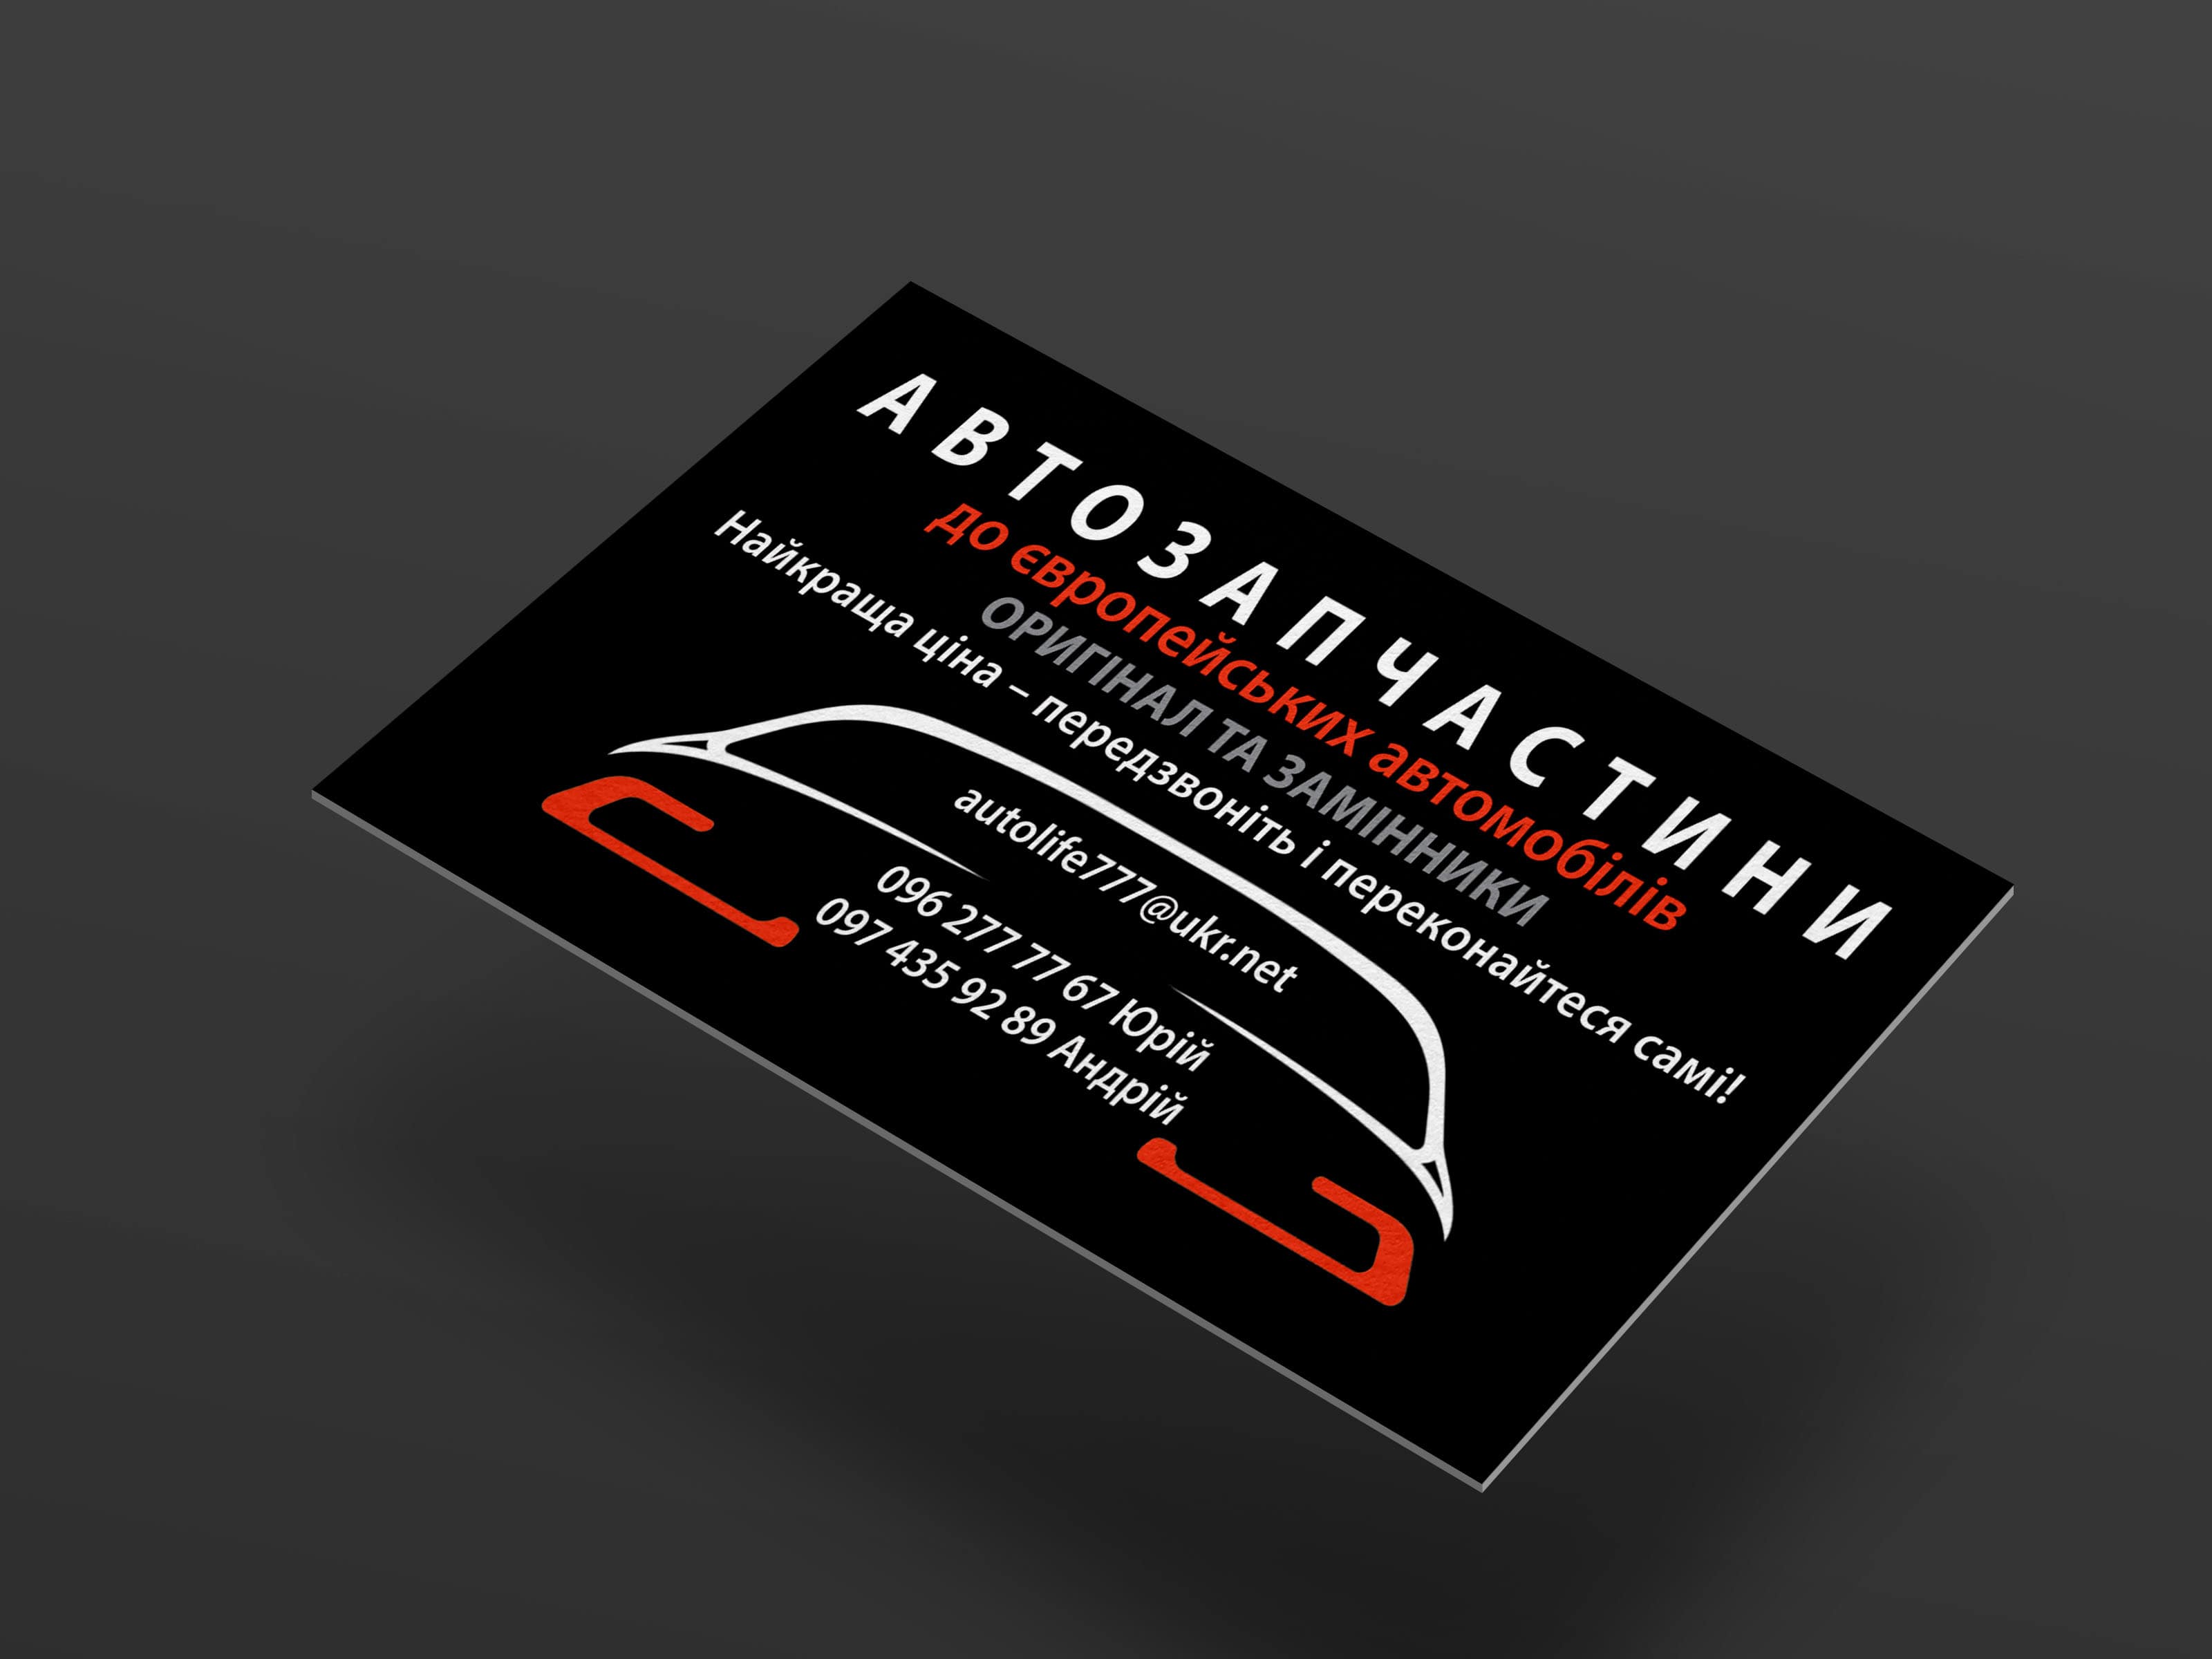 АВТОЗАПЧАСТИНИ
до європейських автомобілів
ОРИГІНАЛ ТА ЗАМІННИКИ
Найкраща ціна – передзвоніть і переконайтеся самі!
autolife777@ukr.net
096 277 77 67 Юрій
097 435 92 89 Андрій